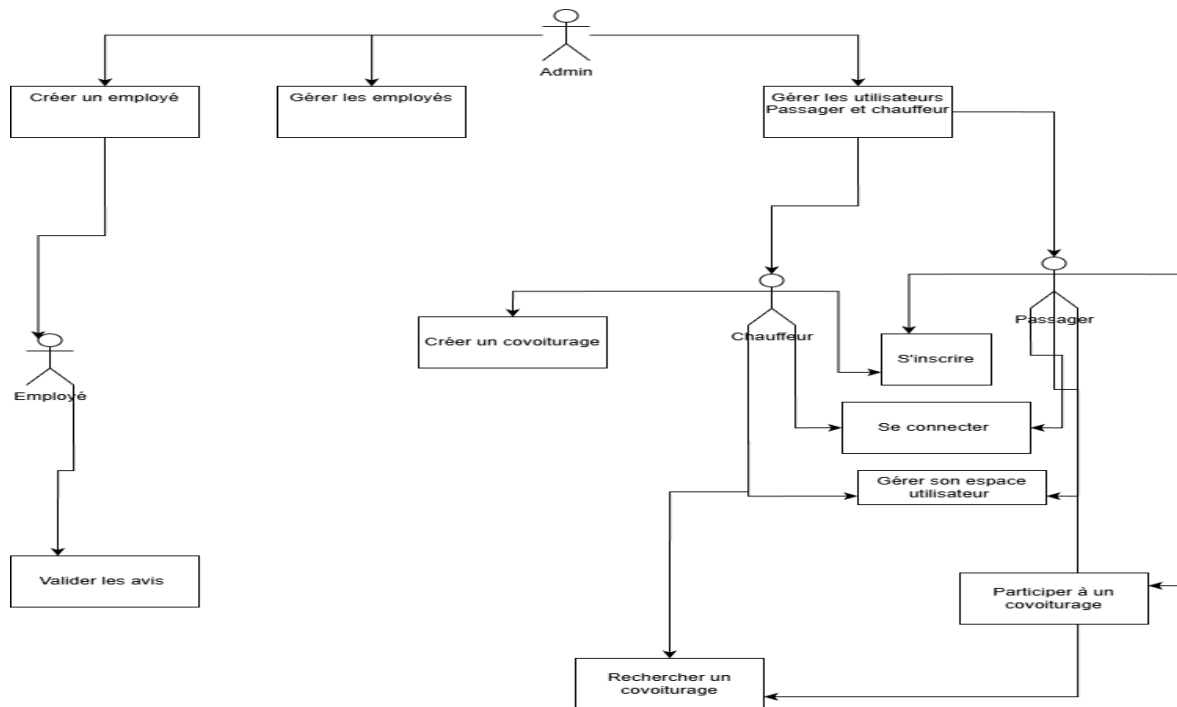 Admin
Créer un employé
Gérer les employés
Gérer les utilisateurs
Passager et chauffeur
Créer un covoiturage
Chauffeur
Passager
S'inscrire
Employé
Se connecter
Gérer son espace
utilisateur
Valider les avis
Participer à un
covoiturage
Rechercher un
covoiturage